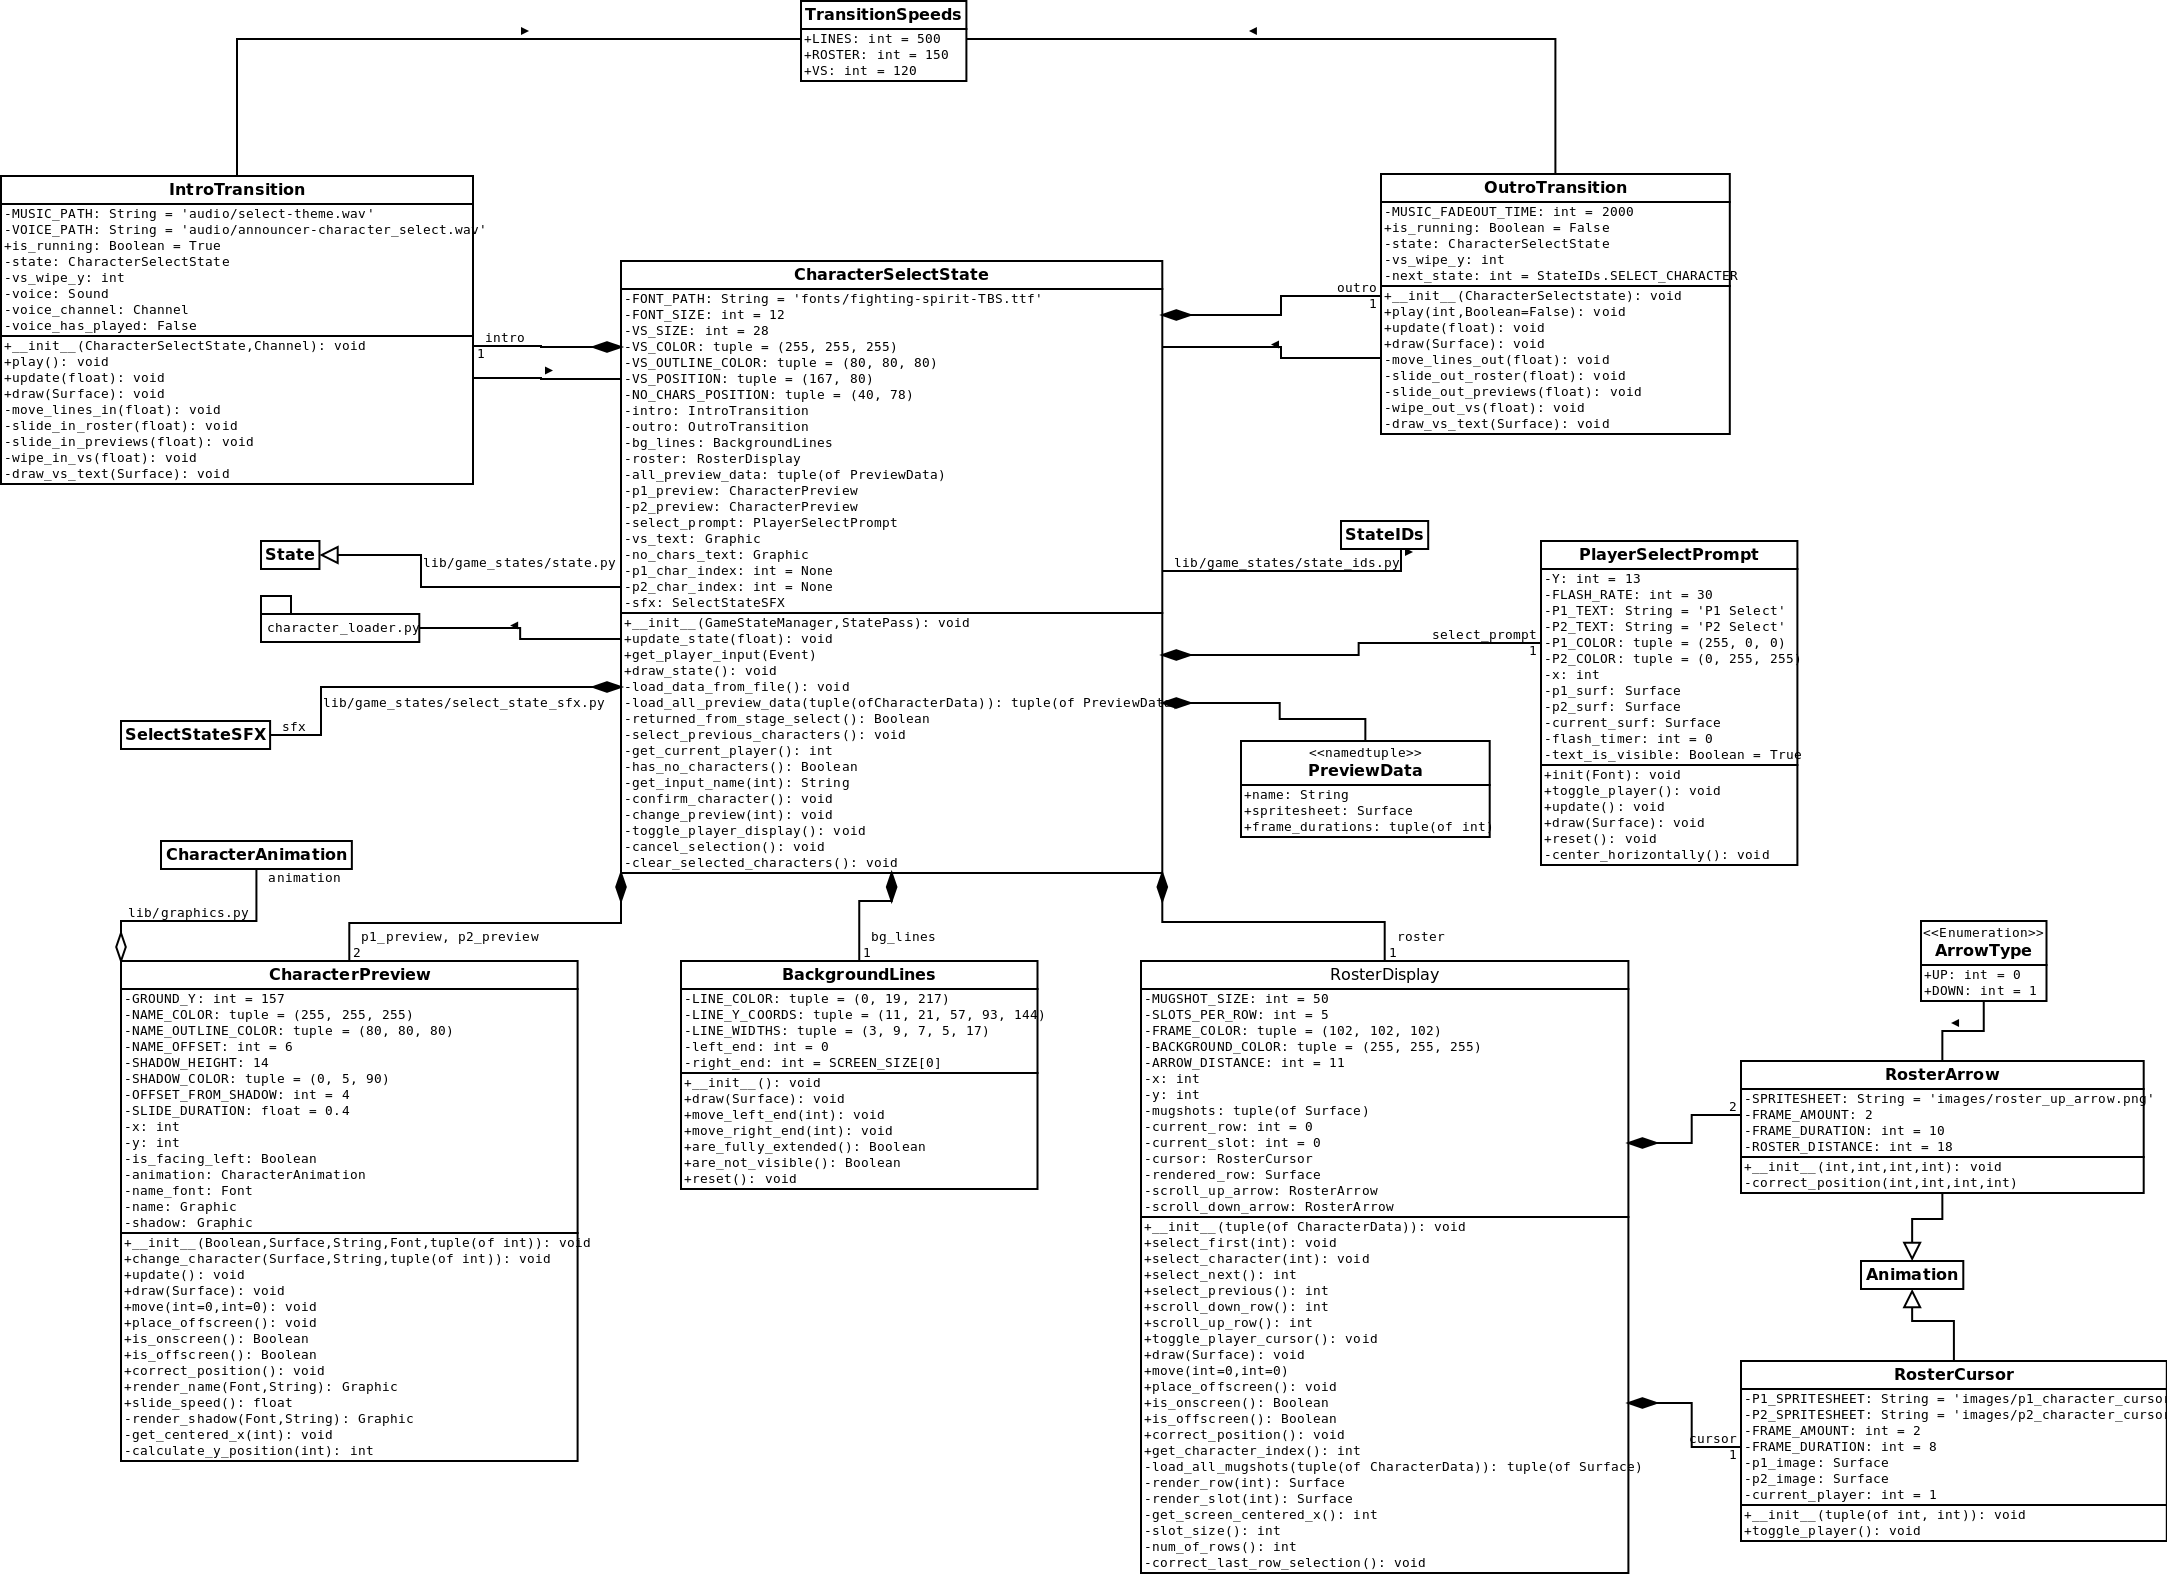 TransitionSpeeds
+LINES: int = 500
+ROSTER: int = 150
+VS: int = 120
IntroTransition
-MUSIC_PATH: String = 'audio/select-theme.wav'
-VOICE_PATH: String = 'audio/announcer-character_select.wav'
+is_running: Boolean = True
-state: CharacterSelectState
-vs_wipe_y: int
-voice: Sound
-voice_channel: Channel
-voice_has_played: False
+__init__(CharacterSelectState,Channel): void
+play(): void
+update(float): void
+draw(Surface): void
-move_lines_in(float): void
-slide_in_roster(float): void
-slide_in_previews(float): void
-wipe_in_vs(float): void
-draw_vs_text(Surface): void
intro
1
OutroTransition
-MUSIC_FADEOUT_TIME: int = 2000
+is_running: Boolean = False
-state: CharacterSelectState
-vs_wipe_y: int
-next_state: int = StateIDs.SELECT_CHARACTER
+__init__(CharacterSelectstate): void
+play(int,Boolean=False): void
+update(float): void
+draw(Surface): void
-move_lines_out(float): void
-slide_out_roster(float): void
-slide_out_previews(float): void
-wipe_out_vs(float): void
-draw_vs_text(Surface): void
outro
1
CharacterSelectState
-FONT_PATH: String = 'fonts/fighting-spirit-TBS.ttf'
-FONT_SIZE: int = 12
-VS_SIZE: int = 28
-VS_COLOR: tuple = (255, 255, 255)
-VS_OUTLINE_COLOR: tuple = (80, 80, 80)
-VS_POSITION: tuple = (167, 80)
-NO_CHARS_POSITION: tuple = (40, 78)
-intro: IntroTransition
-outro: OutroTransition
-bg_lines: BackgroundLines
-roster: RosterDisplay
-all_preview_data: tuple(of PreviewData)
-p1_preview: CharacterPreview
-p2_preview: CharacterPreview
-select_prompt: PlayerSelectPrompt
-vs_text: Graphic
-no_chars_text: Graphic
-p1_char_index: int = None
-p2_char_index: int = None
-sfx: SelectStateSFX
+__init__(GameStateManager,StatePass): void
+update_state(float): void
+get_player_input(Event)
+draw_state(): void
-load_data_from_file(): void
-load_all_preview_data(tuple(ofCharacterData)): tuple(of PreviewData
-returned_from_stage_select(): Boolean
-select_previous_characters(): void
-get_current_player(): int
-has_no_characters(): Boolean
-get_input_name(int): String
-confirm_character(): void
-change_preview(int): void
-toggle_player_display(): void
-cancel_selection(): void
-clear_selected_characters(): void
State
lib/game_states/state.py
character_loader.py
lib/game_states/select_state_sfx.py
SelectStateSFX
sfx
StateIDs
lib/game_states/state_ids.py
PlayerSelectPrompt
-Y: int = 13
-FLASH_RATE: int = 30
-P1_TEXT: String = 'P1 Select'
-P2_TEXT: String = 'P2 Select'
-P1_COLOR: tuple = (255, 0, 0)
-P2_COLOR: tuple = (0, 255, 255)
-x: int
-p1_surf: Surface
-p2_surf: Surface
-current_surf: Surface
-flash_timer: int = 0
-text_is_visible: Boolean = True
+init(Font): void
+toggle_player(): void
+update(): void
+draw(Surface): void
+reset(): void
-center_horizontally(): void
select_prompt
1
<<namedtuple>>
PreviewData
+name: String
+spritesheet: Surface
+frame_durations: tuple(of int)
CharacterAnimation
animation
lib/graphics.py
p1_preview, p2_preview
2
bg_lines
1
roster
1
CharacterPreview
-GROUND_Y: int = 157
-NAME_COLOR: tuple = (255, 255, 255)
-NAME_OUTLINE_COLOR: tuple = (80, 80, 80)
-NAME_OFFSET: int = 6
-SHADOW_HEIGHT: 14
-SHADOW_COLOR: tuple = (0, 5, 90)
-OFFSET_FROM_SHADOW: int = 4
-SLIDE_DURATION: float = 0.4
-x: int
-y: int
-is_facing_left: Boolean
-animation: CharacterAnimation
-name_font: Font
-name: Graphic
-shadow: Graphic
+__init__(Boolean,Surface,String,Font,tuple(of int)): void
+change_character(Surface,String,tuple(of int)): void
+update(): void
+draw(Surface): void
+move(int=0,int=0): void
+place_offscreen(): void
+is_onscreen(): Boolean
+is_offscreen(): Boolean
+correct_position(): void
+render_name(Font,String): Graphic
+slide_speed(): float
-render_shadow(Font,String): Graphic
-get_centered_x(int): void
-calculate_y_position(int): int
BackgroundLines
-LINE_COLOR: tuple = (0, 19, 217)
-LINE_Y_COORDS: tuple = (11, 21, 57, 93, 144)
-LINE_WIDTHS: tuple = (3, 9, 7, 5, 17)
-left_end: int = 0
-right_end: int = SCREEN_SIZE[0]
+__init__(): void
+draw(Surface): void
+move_left_end(int): void
+move_right_end(int): void
+are_fully_extended(): Boolean
+are_not_visible(): Boolean
+reset(): void
RosterDisplay
-MUGSHOT_SIZE: int = 50
-SLOTS_PER_ROW: int = 5
-FRAME_COLOR: tuple = (102, 102, 102)
-BACKGROUND_COLOR: tuple = (255, 255, 255)
-ARROW_DISTANCE: int = 11
-x: int
-y: int
-mugshots: tuple(of Surface)
-current_row: int = 0
-current_slot: int = 0
-cursor: RosterCursor
-rendered_row: Surface
-scroll_up_arrow: RosterArrow
-scroll_down_arrow: RosterArrow
+__init__(tuple(of CharacterData)): void
+select_first(int): void
+select_character(int): void
+select_next(): int
+select_previous(): int
+scroll_down_row(): int
+scroll_up_row(): int
+toggle_player_cursor(): void
+draw(Surface): void
+move(int=0,int=0)
+place_offscreen(): void
+is_onscreen(): Boolean
+is_offscreen(): Boolean
+correct_position(): void
+get_character_index(): int
-load_all_mugshots(tuple(of CharacterData)): tuple(of Surface)
-render_row(int): Surface
-render_slot(int): Surface
-get_screen_centered_x(): int
-slot_size(): int
-num_of_rows(): int
-correct_last_row_selection(): void
<<Enumeration>>
ArrowType
+UP: int = 0
+DOWN: int = 1
2
RosterArrow
-SPRITESHEET: String = 'images/roster_up_arrow.png'
-FRAME_AMOUNT: 2
-FRAME_DURATION: int = 10
-ROSTER_DISTANCE: int = 18
+__init__(int,int,int,int): void
-correct_position(int,int,int,int)
Animation
cursor
1
RosterCursor
-P1_SPRITESHEET: String = 'images/p1_character_cursor
-P2_SPRITESHEET: String = 'images/p2_character_cursor
-FRAME_AMOUNT: int = 2
-FRAME_DURATION: int = 8
-p1_image: Surface
-p2_image: Surface
-current_player: int = 1
+__init__(tuple(of int, int)): void
+toggle_player(): void